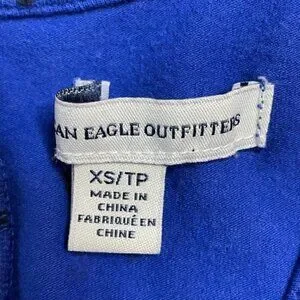 AN EAGLE OUTFITTERS
XS/TP
MADE IN
CHINA
FABRIQUÉ EN
CHINE